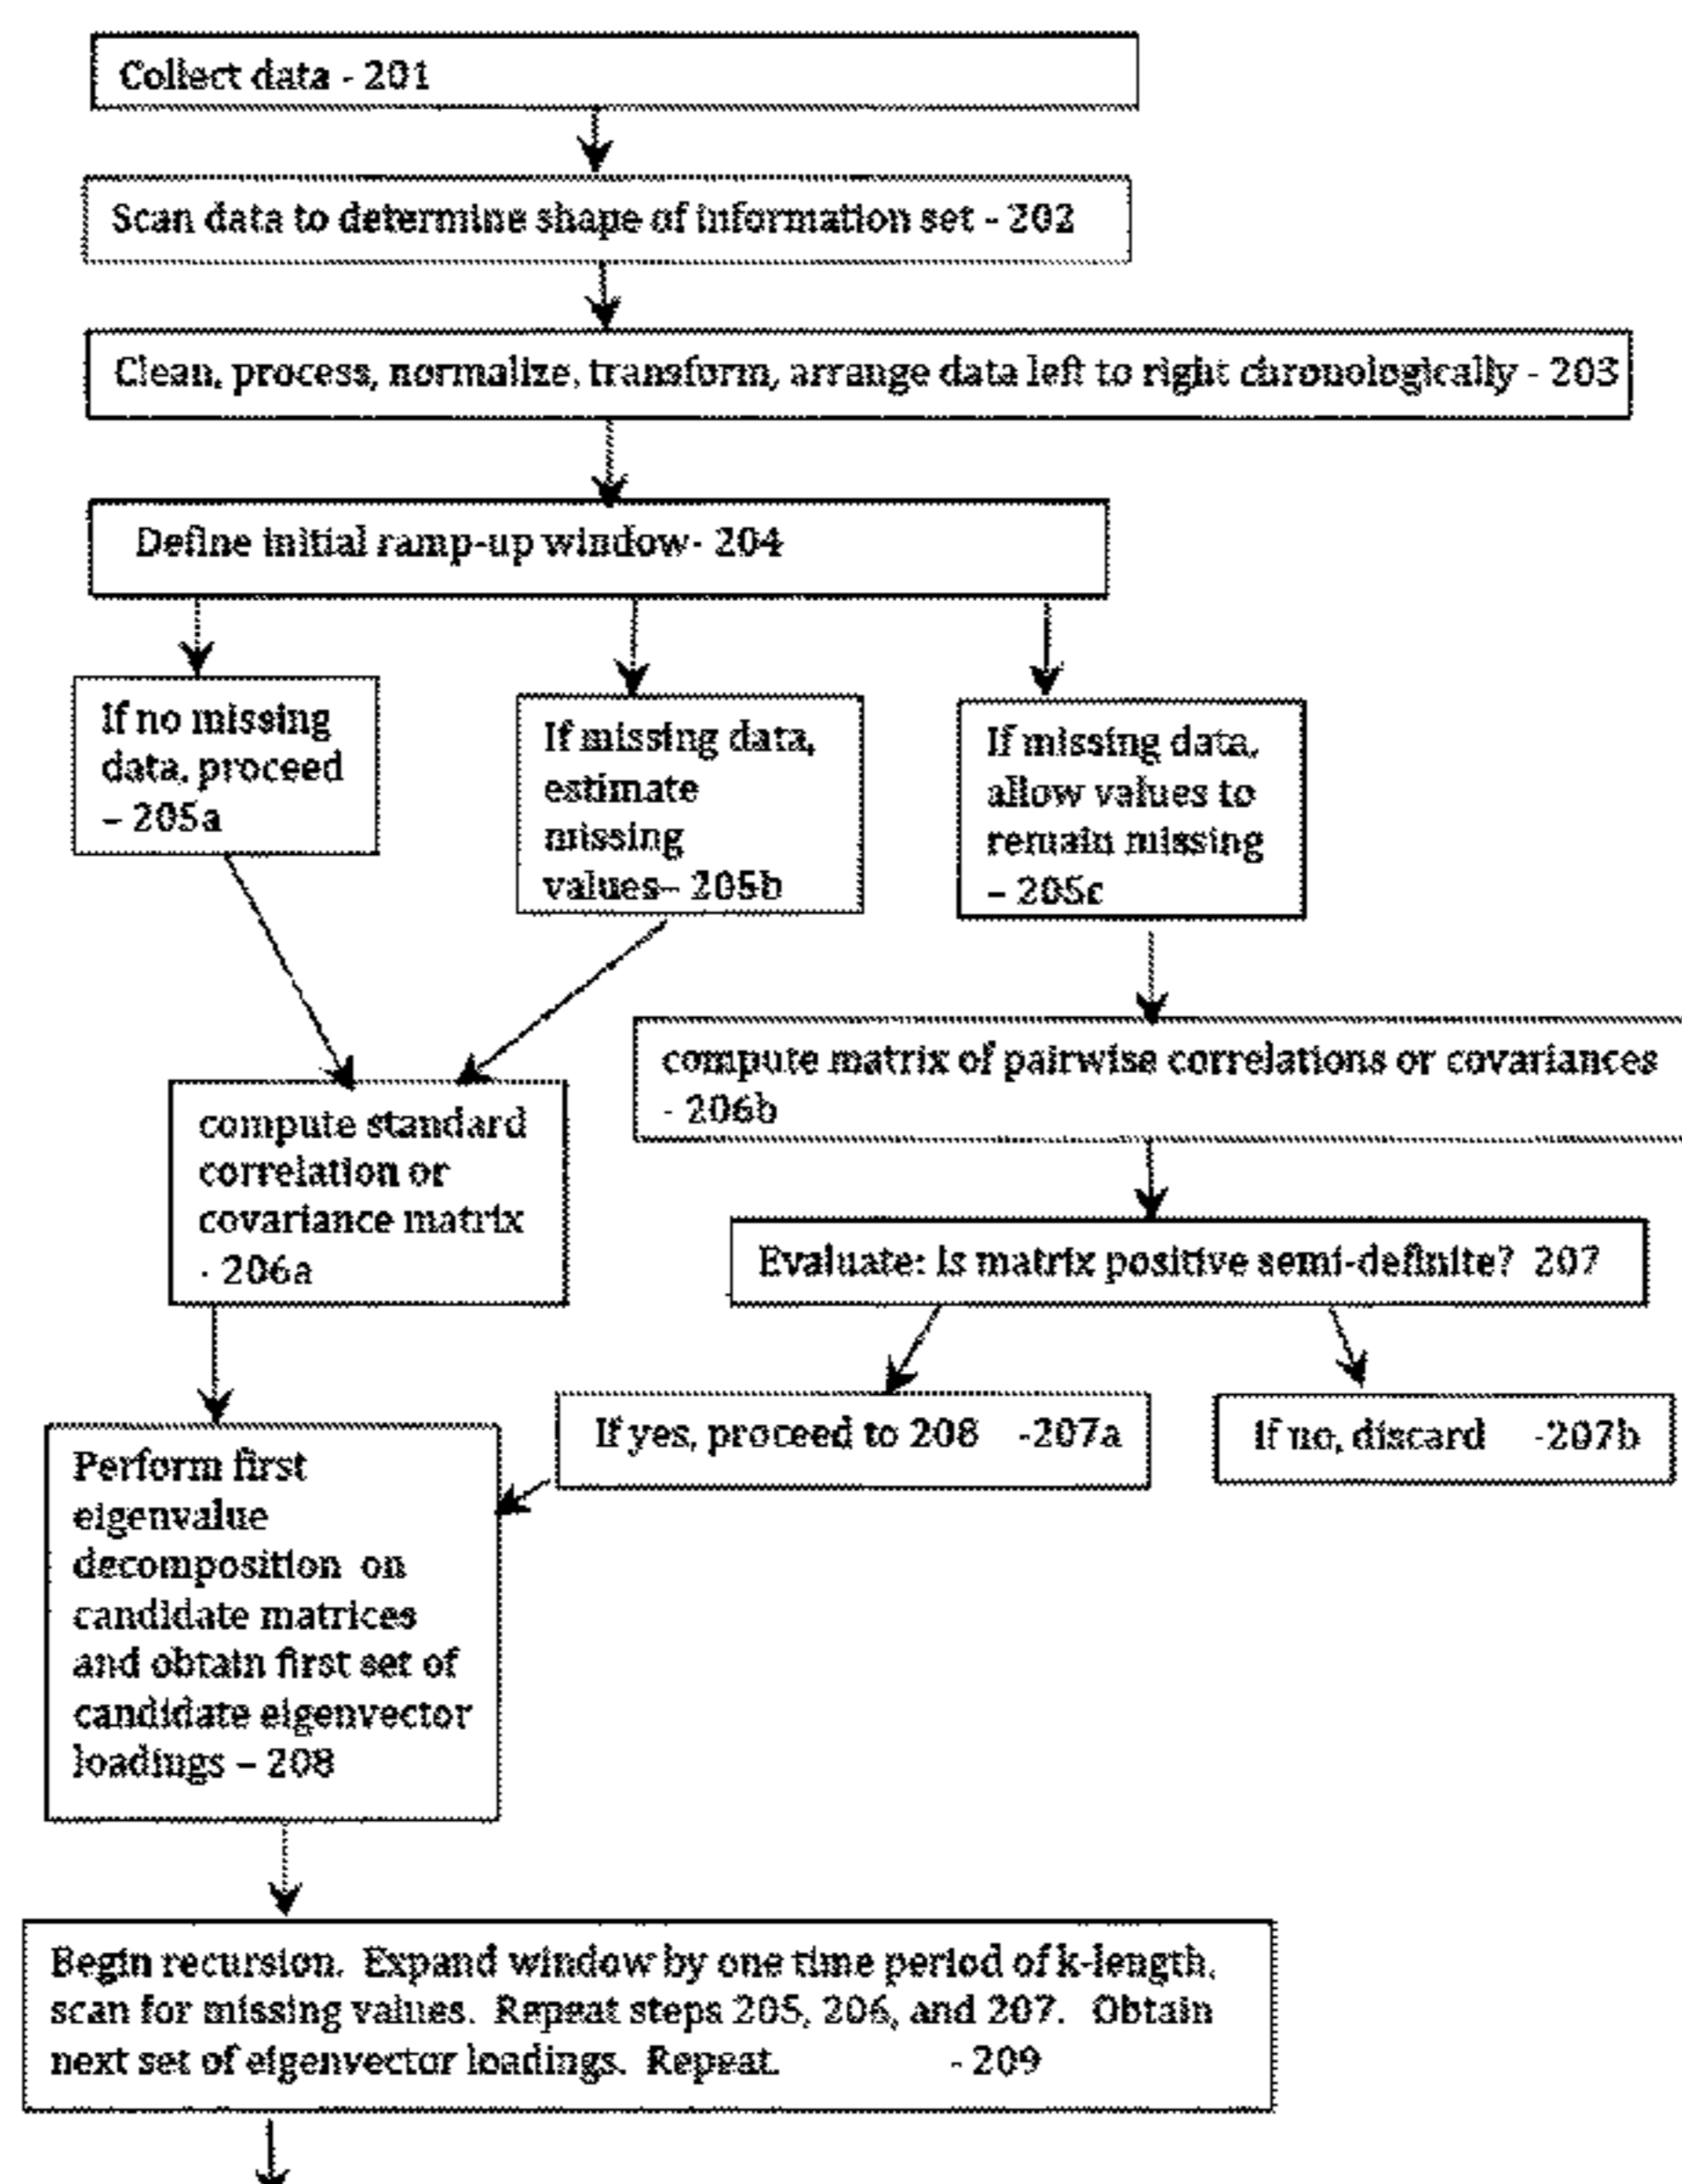 Collect data - 201
Scan data to determine shape of information set - 202
Clean, process, normalize, transform, arrange data left to right chronologically - 203
Define initial ramp-up window- 204
If no missing
data, proceed
– 205a
If missing data,
estimate
missing
values– 205b
If missing data,
allow values to
remain missing
– 205c
compute standard
correlation or
covariance matrix
- 206a
compute matrix of pairwise correlations or covariances
- 206b
Evaluate: Is matrix positive semi-definite? 207
If yes, proceed to 208 -207a
If no, discard -207b
Perform first
eigenvalue
decomposition on
candidate matrices
and obtain first set of
candidate eigenvector
loadings – 208
Begin recursion. Expand window by one time period of k-length,
scan for missing values. Repeat steps 205, 206, and 207. Obtain
next set of eigenvector loadings. Repeat. - 209